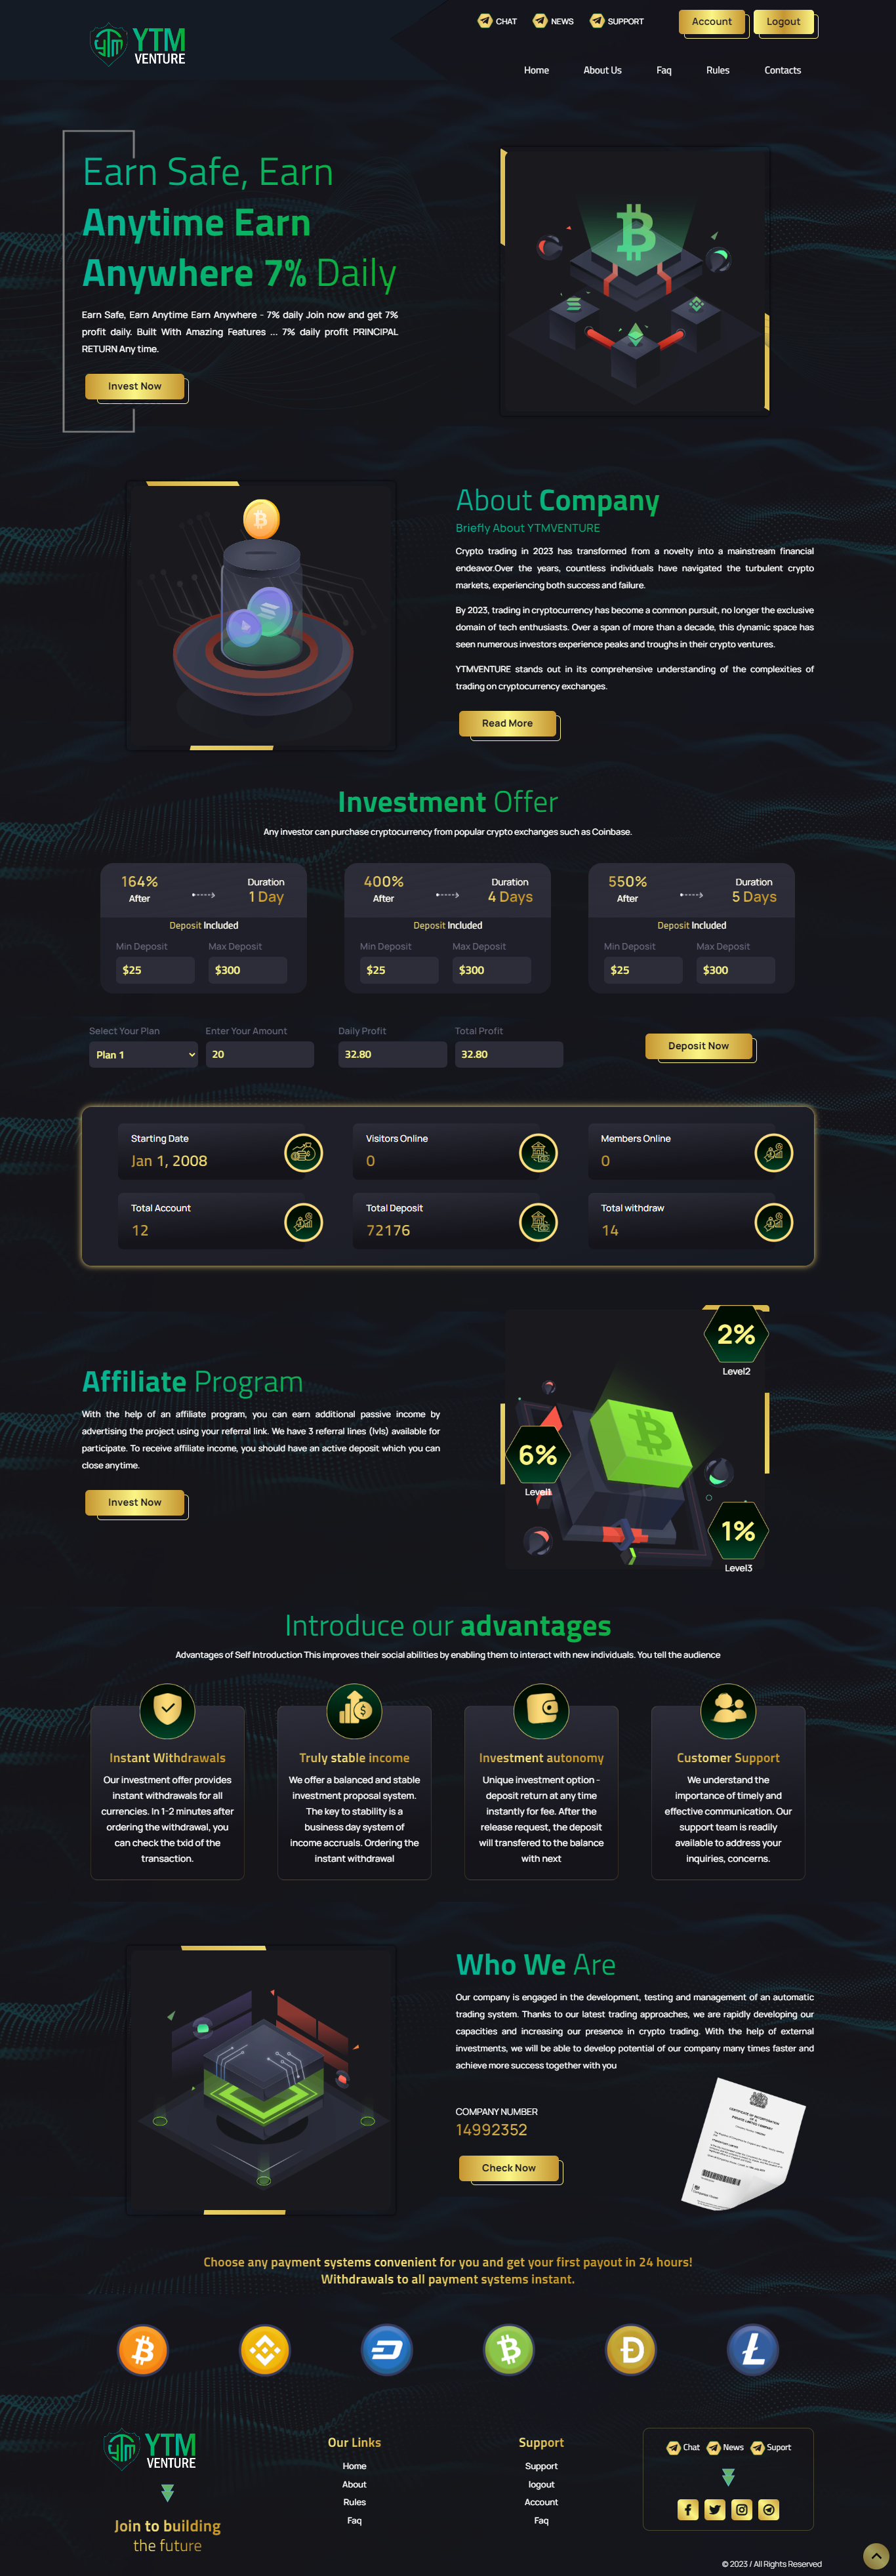 YTM
VENTURE
CHAT
NEWS
SUPPORT
Account
Logout
Home
About Us
Faq
Rules
Contacts
Earn Safe, Earn
Anytime Earn
Anywhere 7% Daily
Earn Safe, Earn Anytime Earn Anywhere - 7% daily Join now and get 7%
profit daily. Built With Amazing Features ... 7% daily profit PRINCIPAL
RETURN Any time.
Invest Now
About Company
Briefly About YTMVENTURE
Crypto trading in 2023 has transformed from a novelty into a mainstream financial
endeavor.Over the years, countless individuals have navigated the turbulent crypto
markets, experiencing both success and failure.
By 2023, trading in cryptocurrency has become a common pursuit, no longer the exclusive
domain of tech enthusiasts. Over a span of more than a decade, this dynamic space has
seen numerous investors experience peaks and troughs in their crypto ventures.
YTMVENTURE stands out in its comprehensive understanding of the complexities of
trading on cryptocurrency exchanges.
Read More
Investment Offer
Any investor can purchase cryptocurrency from popular crypto exchanges such as Coinbase.
164%
After
Duration
1 Day
Deposit Included
Min Deposit
Max Deposit
$25
$300
400%
After
Duration
4 Days
Deposit Included
Min Deposit
Max Deposit
$25
$300
550%
After
Duration
5 Days
Deposit Included
Min Deposit
Max Deposit
$25
$300
Select Your Plan
Enter Your Amount
Daily Profit
Total Profit
Plan 1
20
32.80
32.80
Deposit Now
Starting Date
Jan 1, 2008
Visitors Online
0
Members Online
0
Total Account
12
Total Deposit
72176
Total withdraw
14
Affiliate Program
With the help of an affiliate program, you can earn additional passive income by
advertising the project using your referral link. We have 3 referral lines (lvls) available for
participate. To receive affiliate income, you should have an active deposit which you can
close anytime.
Invest Now
2%
Level2
6%
Level1
1%
Level3
Introduce our advantages
Advantages of Self Introduction This improves their social abilities by enabling them to interact with new individuals. You tell the audience
Instant Withdrawals
Our investment offer provides
instant withdrawals for all
currencies. In 1-2 minutes after
ordering the withdrawal, you
can check the txid of the
transaction.
Truly stable income
We offer a balanced and stable
investment proposal system.
The key to stability is a
business day system of
income accruals. Ordering the
instant withdrawal
Investment autonomy
Unique investment option -
deposit return at any time
instantly for fee. After the
release request, the deposit
will transfered to the balance
with next
Customer Support
We understand the
importance of timely and
effective communication. Our
support team is readily
available to address your
inquiries, concerns.
Who We Are
Our company is engaged in the development, testing and management of an automatic
trading system. Thanks to our latest trading approaches, we are rapidly developing our
capacities and increasing our presence in crypto trading. With the help of external
investments, we will be able to develop potential of our company many times faster and
achieve more success together with you
COMPANY NUMBER
14992352
Check Now
Choose any payment systems convenient for you and get your first payout in 24 hours!
Withdrawals to all payment systems instant.
YTM
VENTURE
Join to building
the future
Our Links
Home
About
Rules
Faq
Support
Support
logout
Account
Faq
Chat
News
Suport
© 2023 / All Rights Reserved